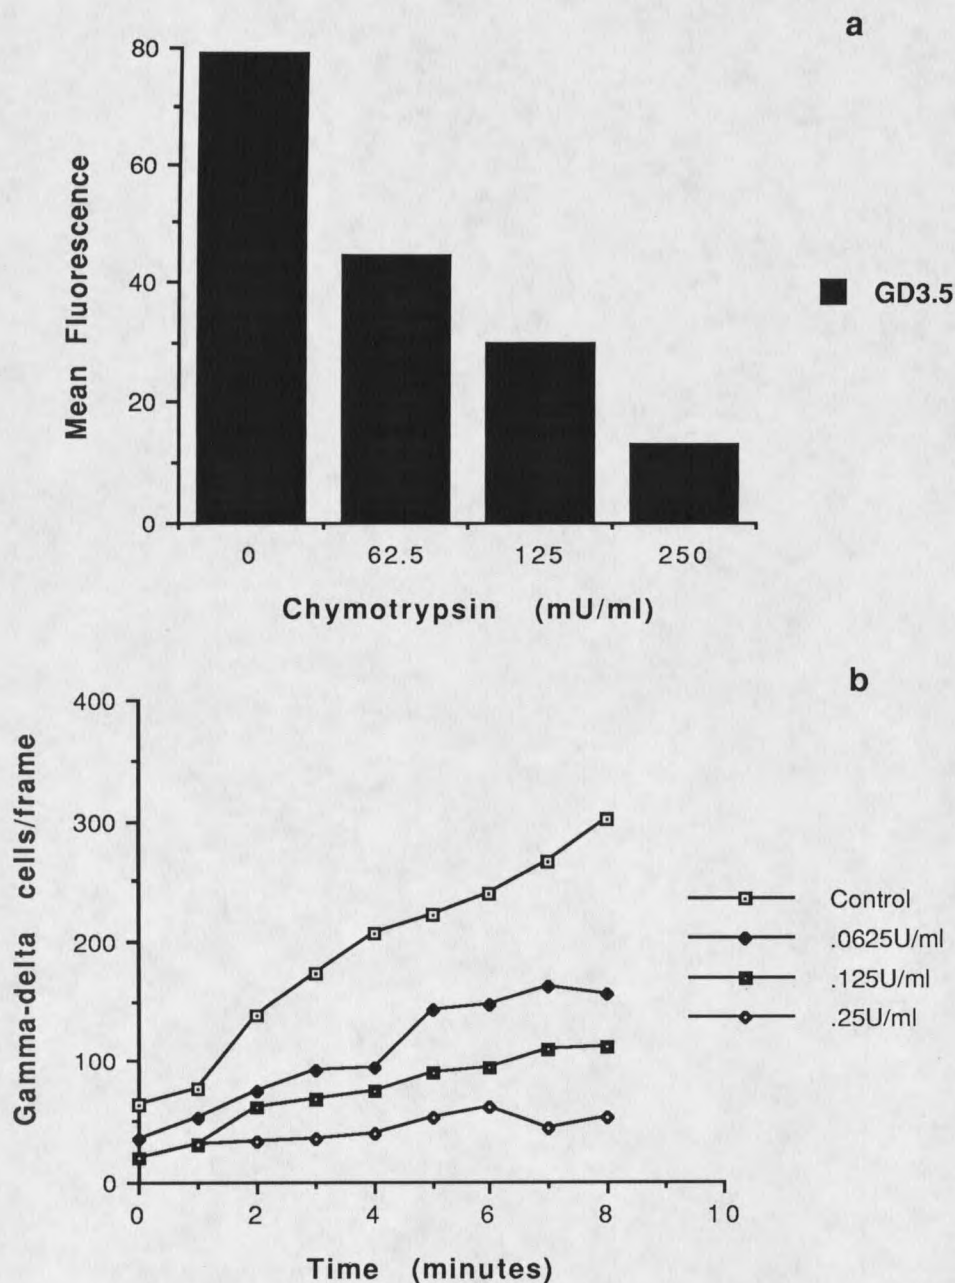 a
80
60
40
20
0
Mean Fluorescence
0 62.5 125 250
Chymotrypsin (mU/ml)
GD3.5
b
400
300
200
100
0
Gamma-delta cells/frame
0 2 4 6 8 10
Time (minutes)
Control
.0625U/ml
.125U/ml
.25U/ml